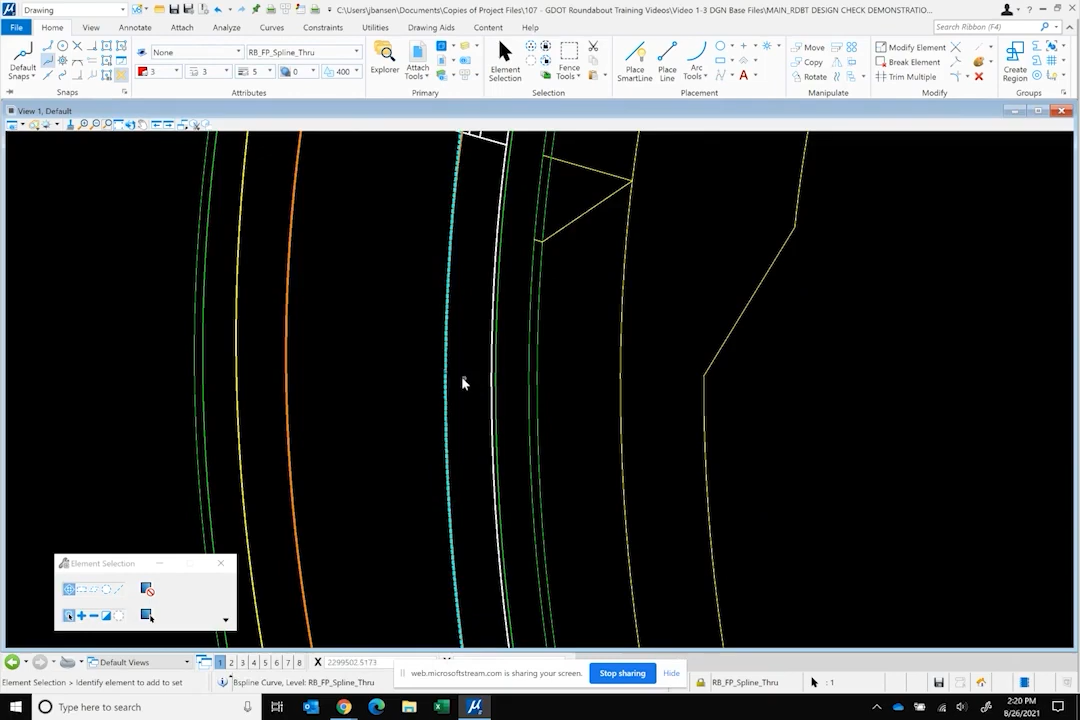 Drawing
C:\Users\bansen\Documents\Copies of Project Files\107 - GDOT Roundabout Training Videos\Video 1-3 DGN Base Files\MAIN_RDBT DESIGN CHECK DEMONSTRATIO...
File Home View Annotate Attach Analyze Curves Constraints Utilities Drawing Aids Content Help
Search Ribbon (F4)
None RB_FP_Spline_Thru
3 3 5 0 400
Default Snaps
Explorer
Attach Tools
Element Selection
Fence Tools
Place SmartLine
Place Line
Arc Tools
Move
Copy
Rotate
Modify Element
Break Element
Trim Multiple
Create Region
Snaps Attributes Primary Selection Placement Manipulate Modify Groups
View 1, Default
Element Selection
Default Views
1 2 3 4 5 6 7 8
X 2299502.5173
web.microsoftstream.com is sharing your screen. Stop sharing Hide
Element Selection > Identify element to add to set
Bspline Curve, Level: RB_FP_Spline_Thru
RB_FP_Spline_Thru
: 1
Type here to search
2:20 PM
8/26/2021